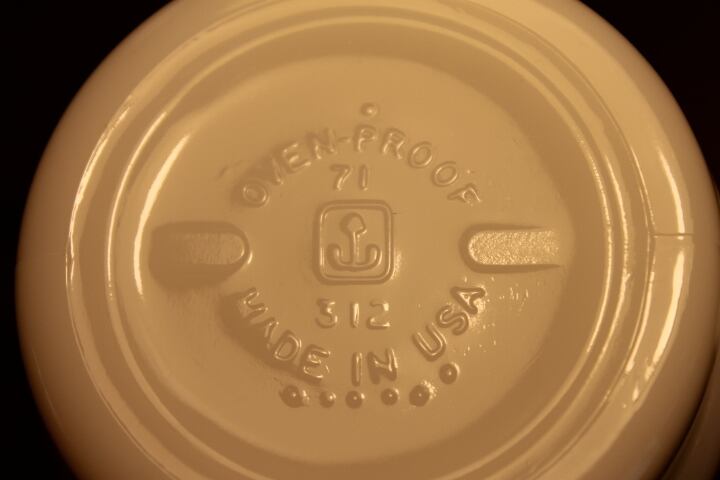 OVEN-PROOF
71
312
MADE IN USA